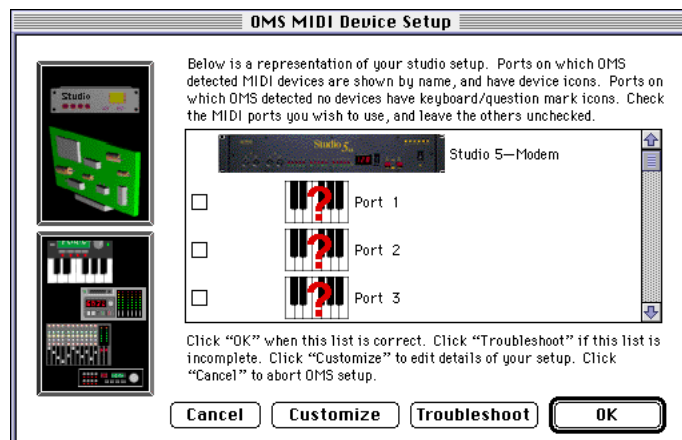 OMS MIDI Device Setup
Below is a representation of your studio setup. Ports on which OMS
detected MIDI devices are shown by name, and have device icons. Ports
on which OMS detected no devices have keyboard/question mark icons. Check
the MIDI ports you wish to use, and leave the others unchecked.
Studio
Studio 5
Studio 5—Modem
?
Port 1
?
Port 2
?
Port 3
Click “OK” when this list is correct. Click “Troubleshoot” if this list is
incomplete. Click “Customize” to edit details of your setup. Click
“Cancel” to abort OMS setup.
Cancel
Customize
Troubleshoot
OK